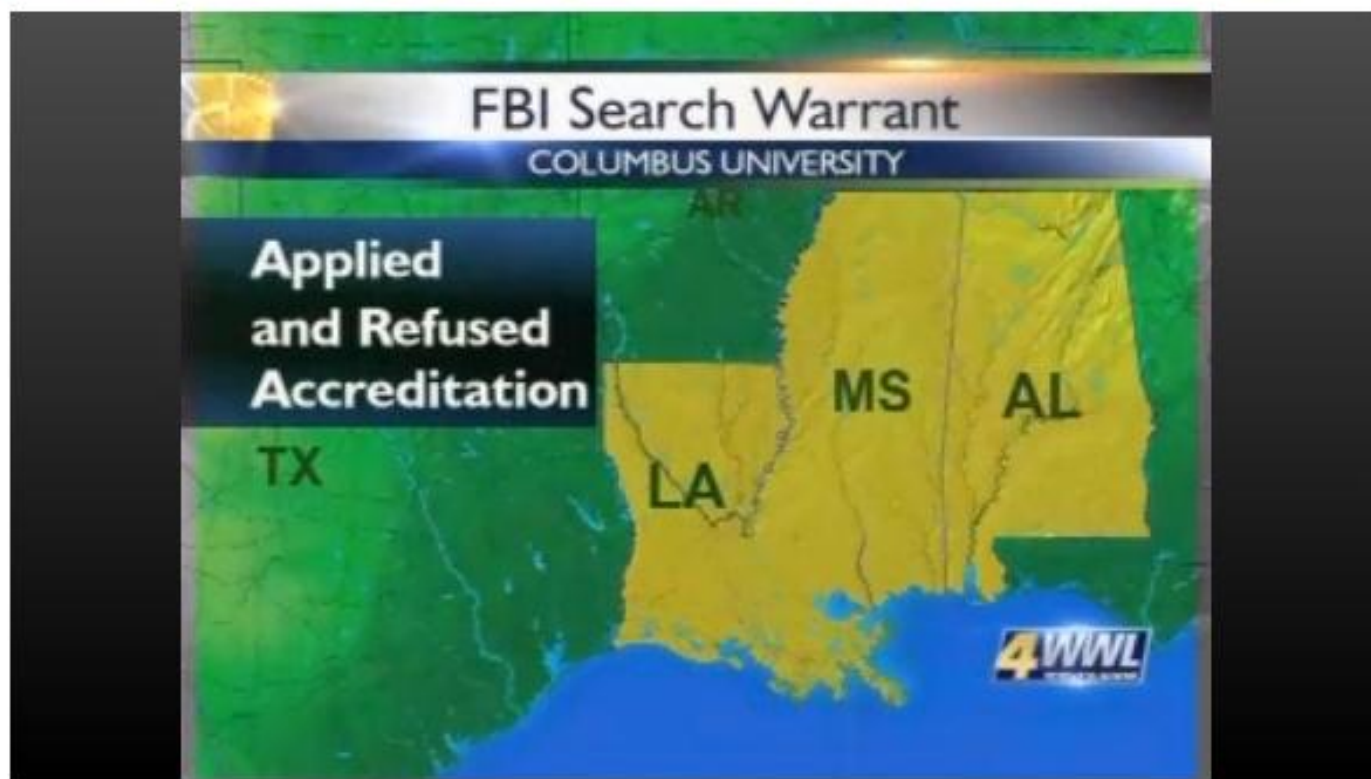 FBI Search Warrant
COLUMBUS UNIVERSITY
AR
Applied
and Refused
Accreditation
TX
LA
MS
AL
4WWL